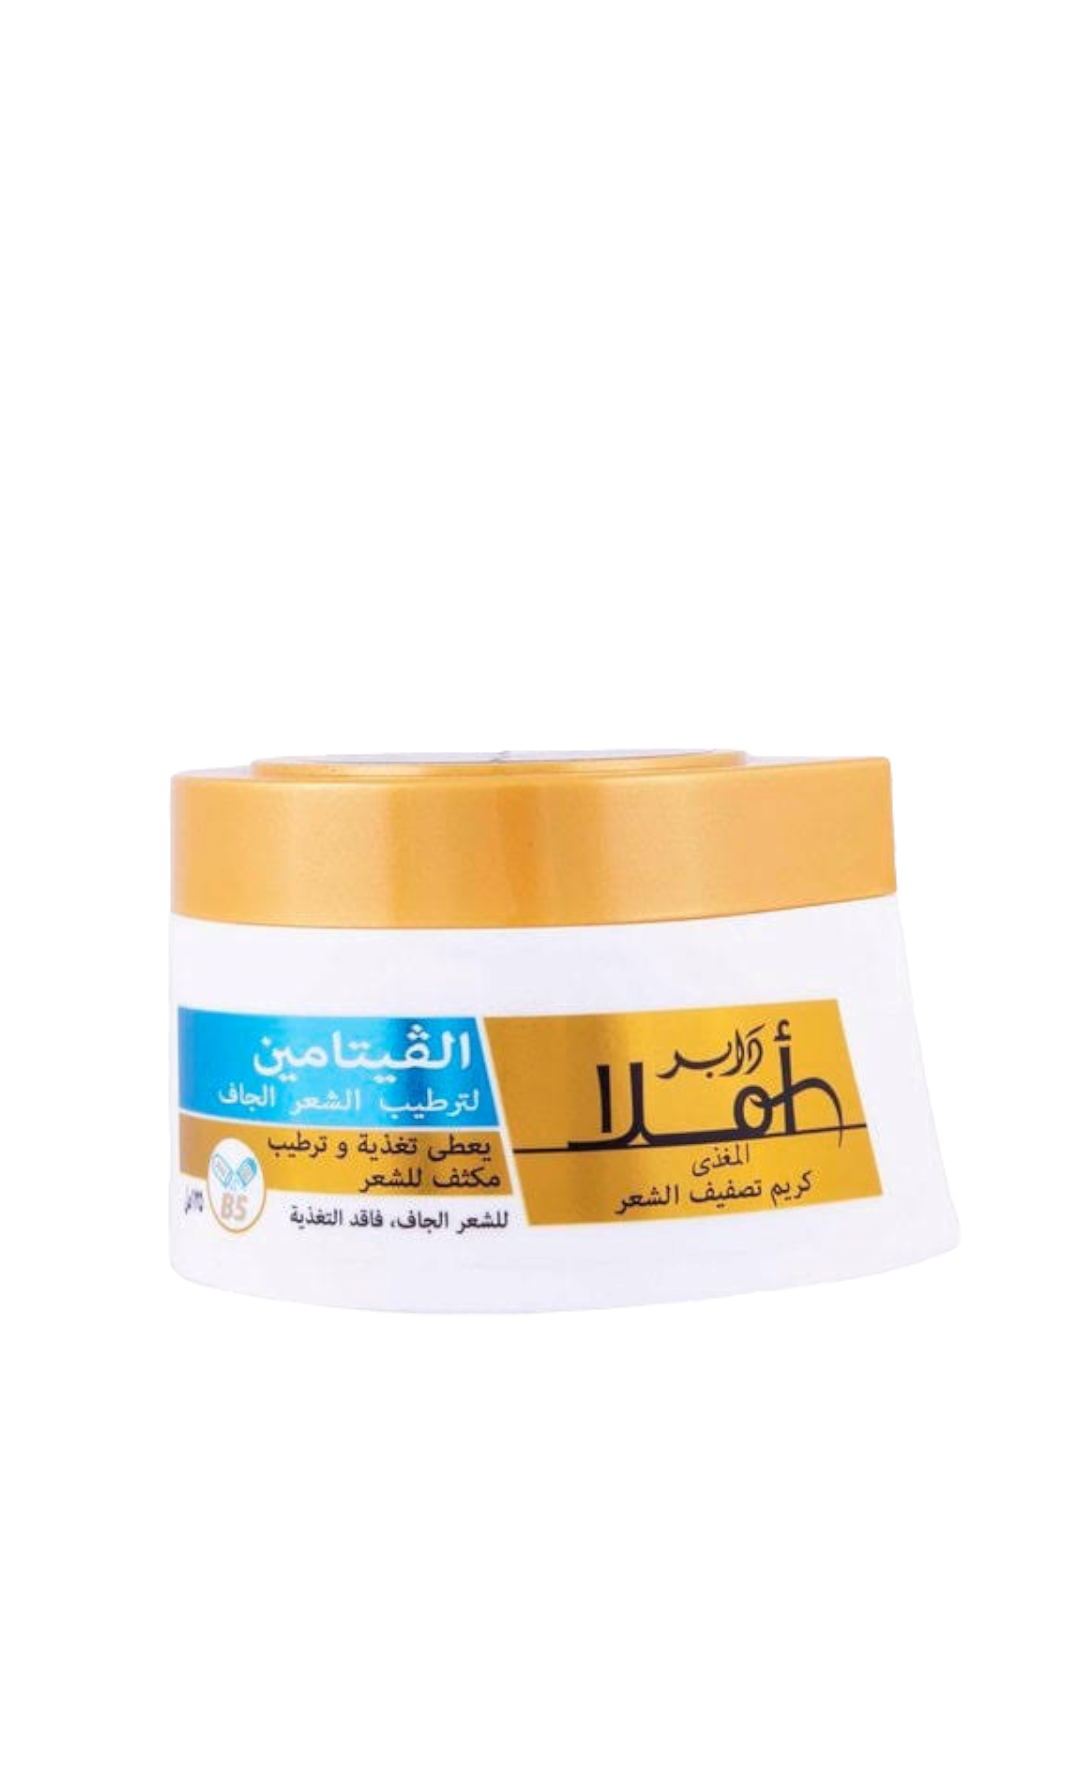 دابر
أملا
المغذى
كريم تصفيف الشعر
الڤيتامين
لترطيب الشعر الجاف
يعطى تغذية و ترطيب
مكثف للشعر
للشعر الجاف، فاقد التغذية
B5